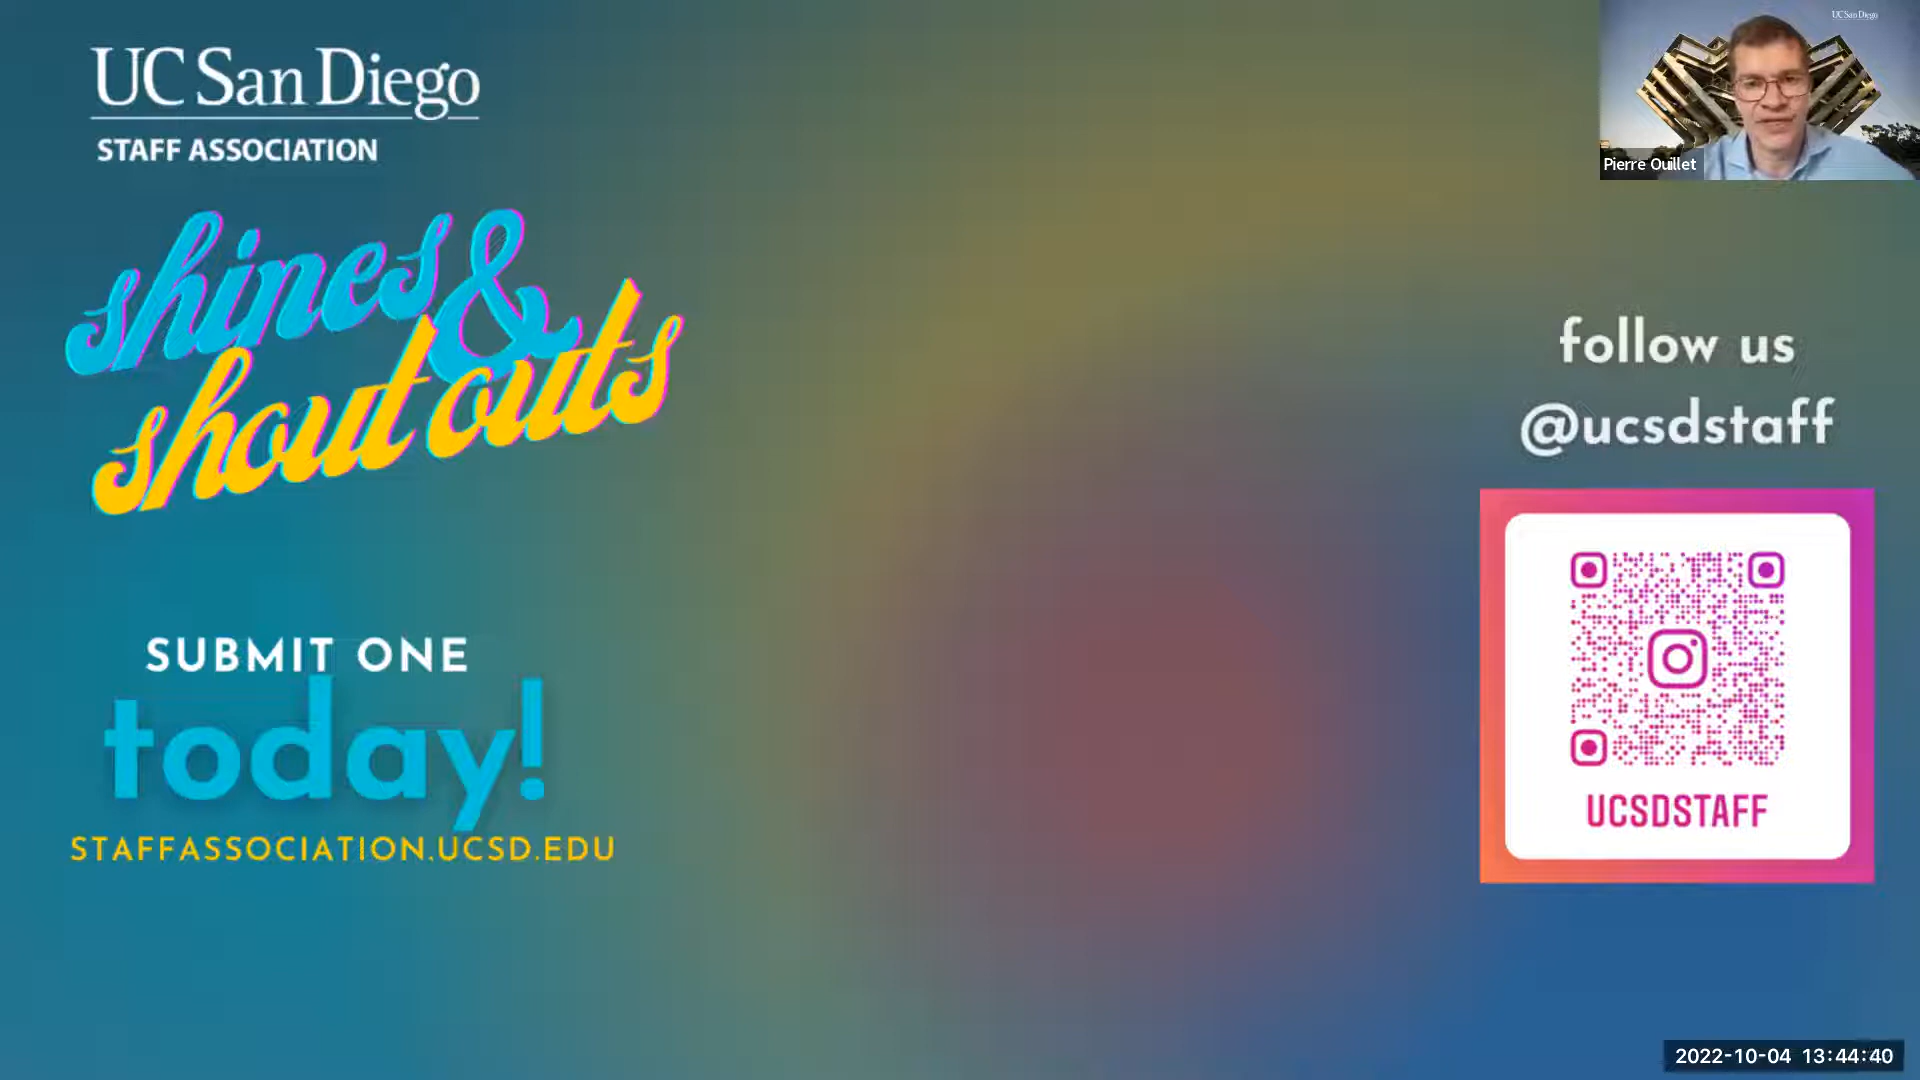 UC San Diego
STAFF ASSOCIATION
shines &
shout outs
SUBMIT ONE
today!
STAFFASSOCIATION.UCSD.EDU
UC San Diego
Pierre Ouillet
follow us
@ucsdstaff
UCSDSTAFF
2022-10-04 13:44:40